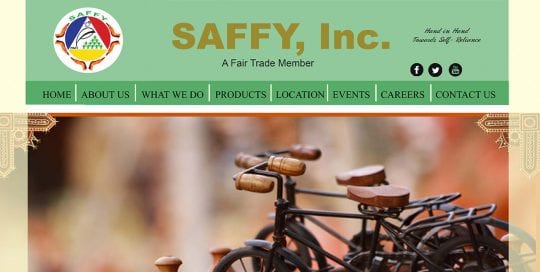 SAFFY
SAFFY, Inc.
A Fair Trade Member
Hand in Hand
Towards Self- Reliance
HOME
ABOUT US
WHAT WE DO
PRODUCTS
LOCATION
EVENTS
CAREERS
CONTACT US